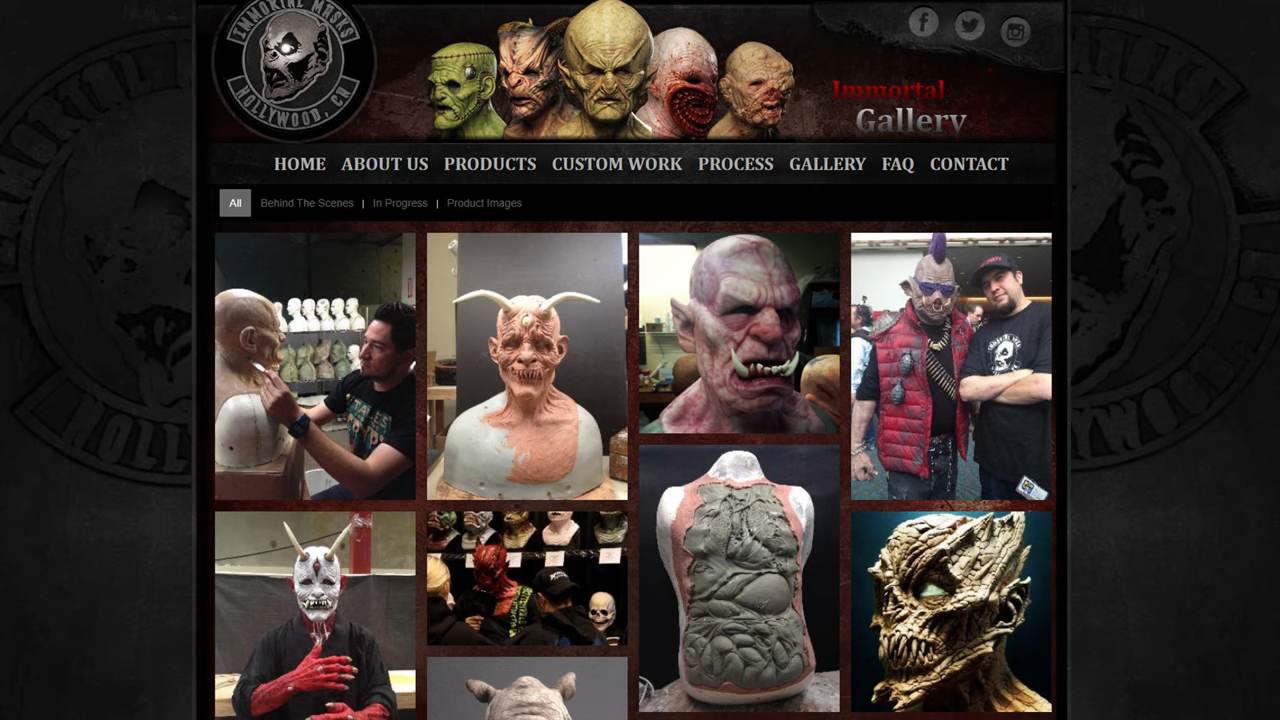 IMMORTAL MASKS
HOLLYWOOD, CA
Immortal
Gallery
HOME ABOUT US PRODUCTS CUSTOM WORK PROCESS GALLERY FAQ CONTACT
All Behind The Scenes | In Progress | Product Images